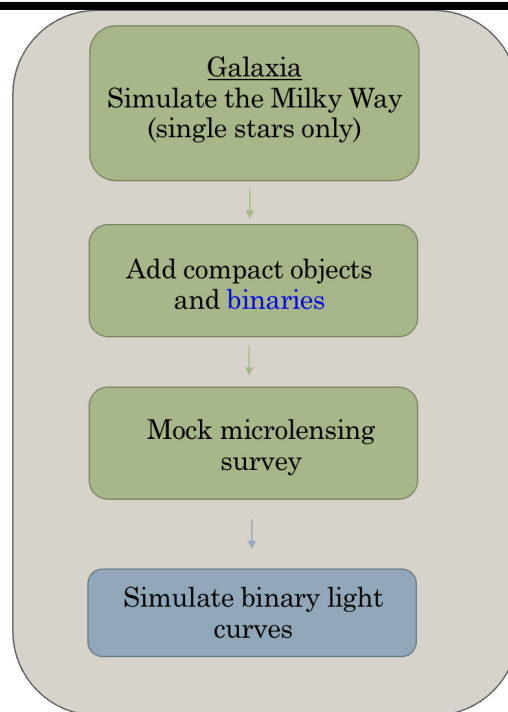 Galaxia
Simulate the Milky Way
(single stars only)
Add compact objects
and binaries
Mock microlensing
survey
Simulate binary light
curves